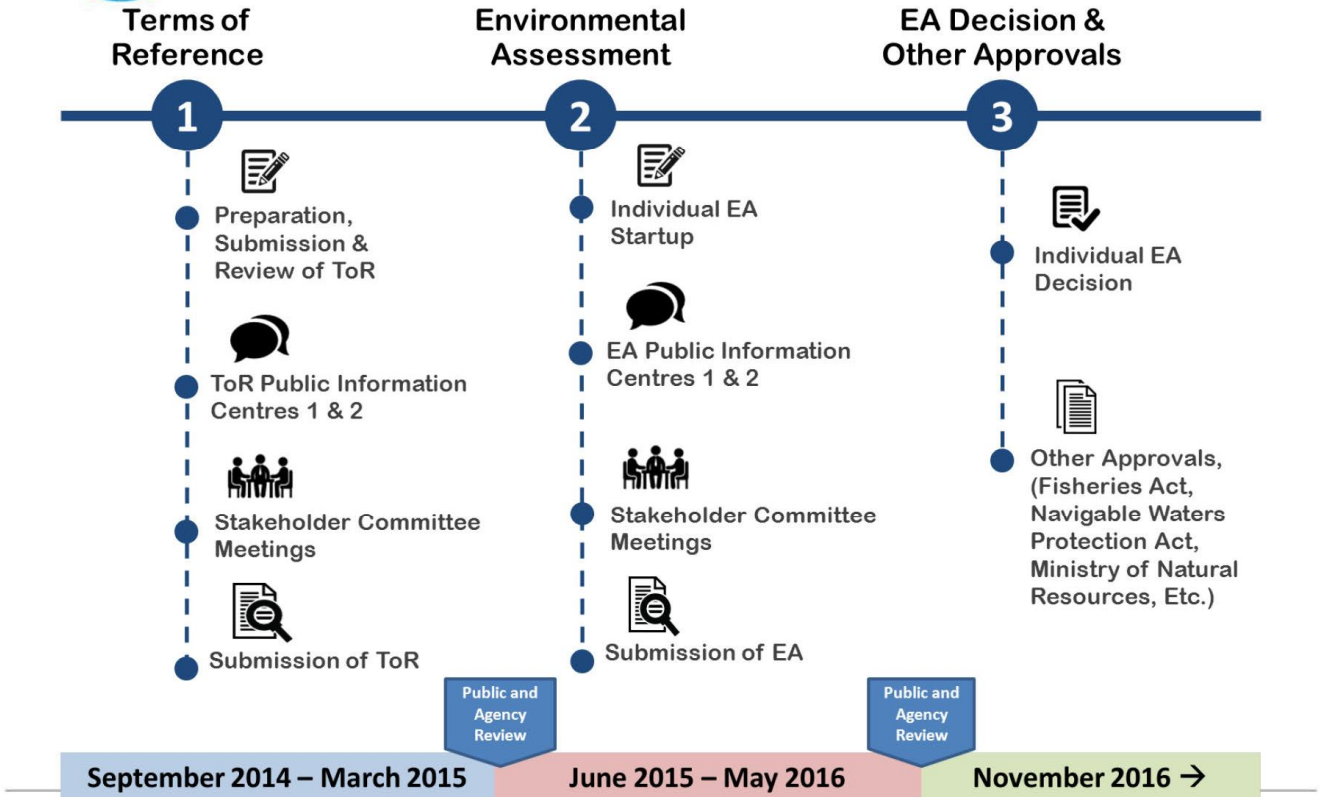 Terms of
Reference
1
Preparation,
Submission &
Review of ToR
ToR Public Information
Centres 1 & 2
Stakeholder Committee
Meetings
Submission of ToR
Environmental
Assessment
2
Individual EA
Startup
EA Public Information
Centres 1 & 2
Stakeholder Committee
Meetings
Submission of EA
EA Decision &
Other Approvals
3
Individual EA
Decision
Other Approvals,
(Fisheries Act,
Navigable Waters
Protection Act,
Ministry of Natural
Resources, Etc.)
Public and
Agency
Review
Public and
Agency
Review
September 2014 – March 2015
June 2015 – May 2016
November 2016 →